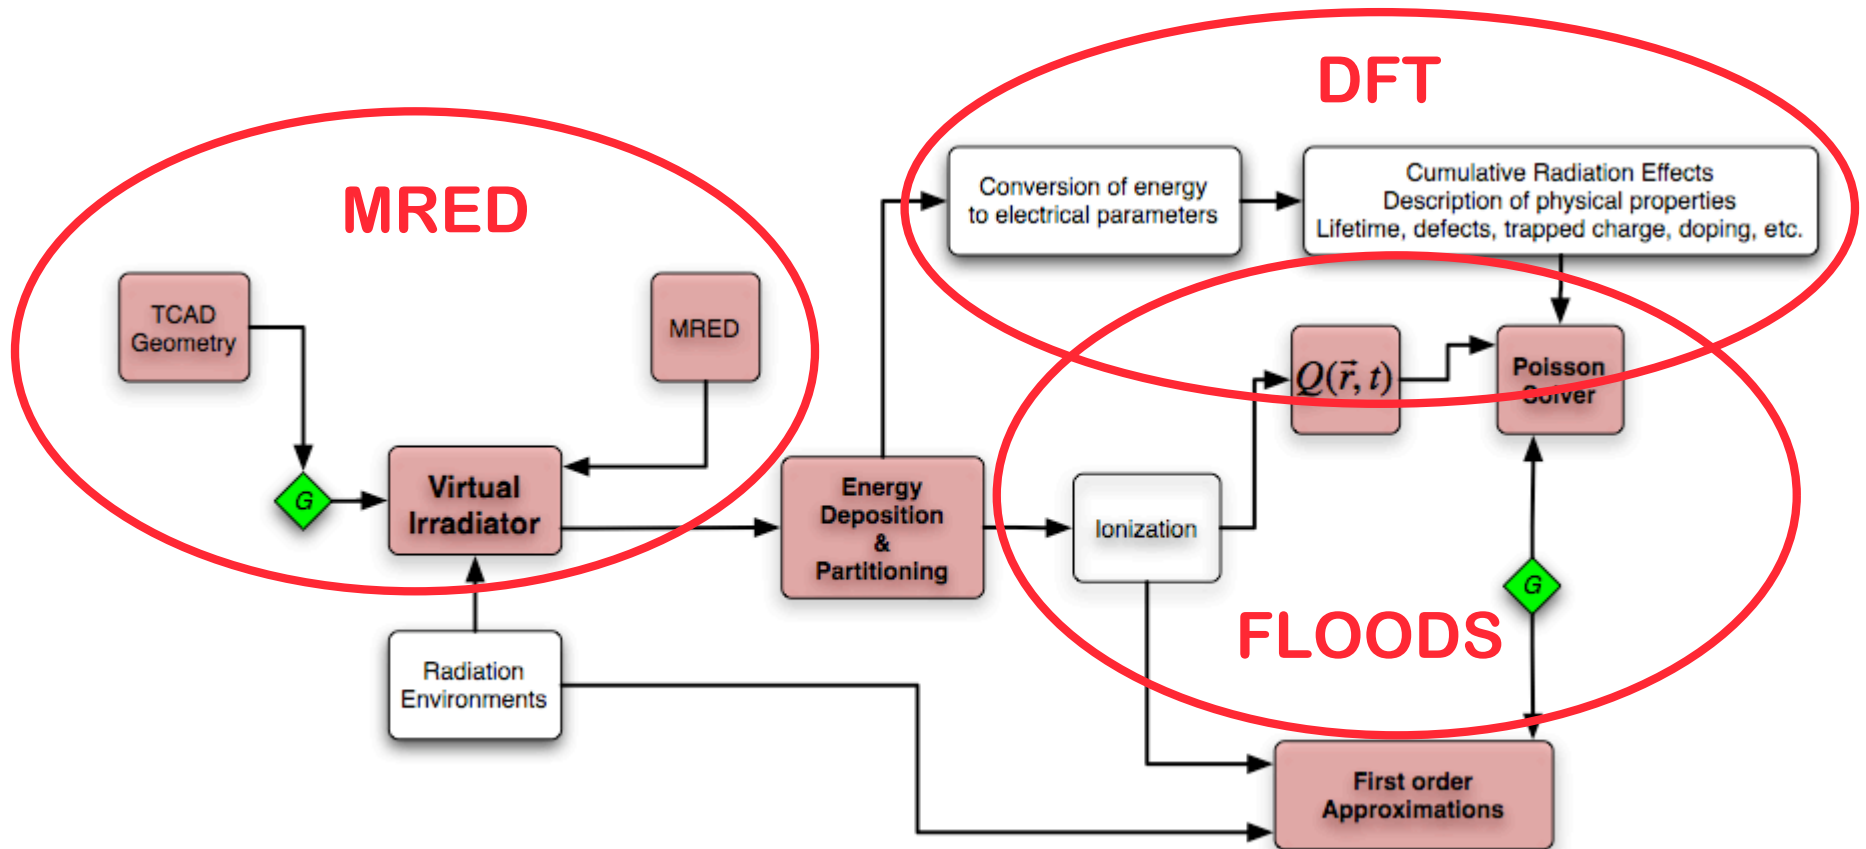 DFT
MRED
Conversion of energy
to electrical parameters
Cumulative Radiation Effects
Description of physical properties
Lifetime, defects, trapped charge, doping, etc.
TCAD
Geometry
MRED
Q(r⃗, t)
Poisson
Solver
G
Virtual
Irradiator
Energy
Deposition
&
Partitioning
Ionization
G
FLOODS
Radiation
Environments
First order
Approximations